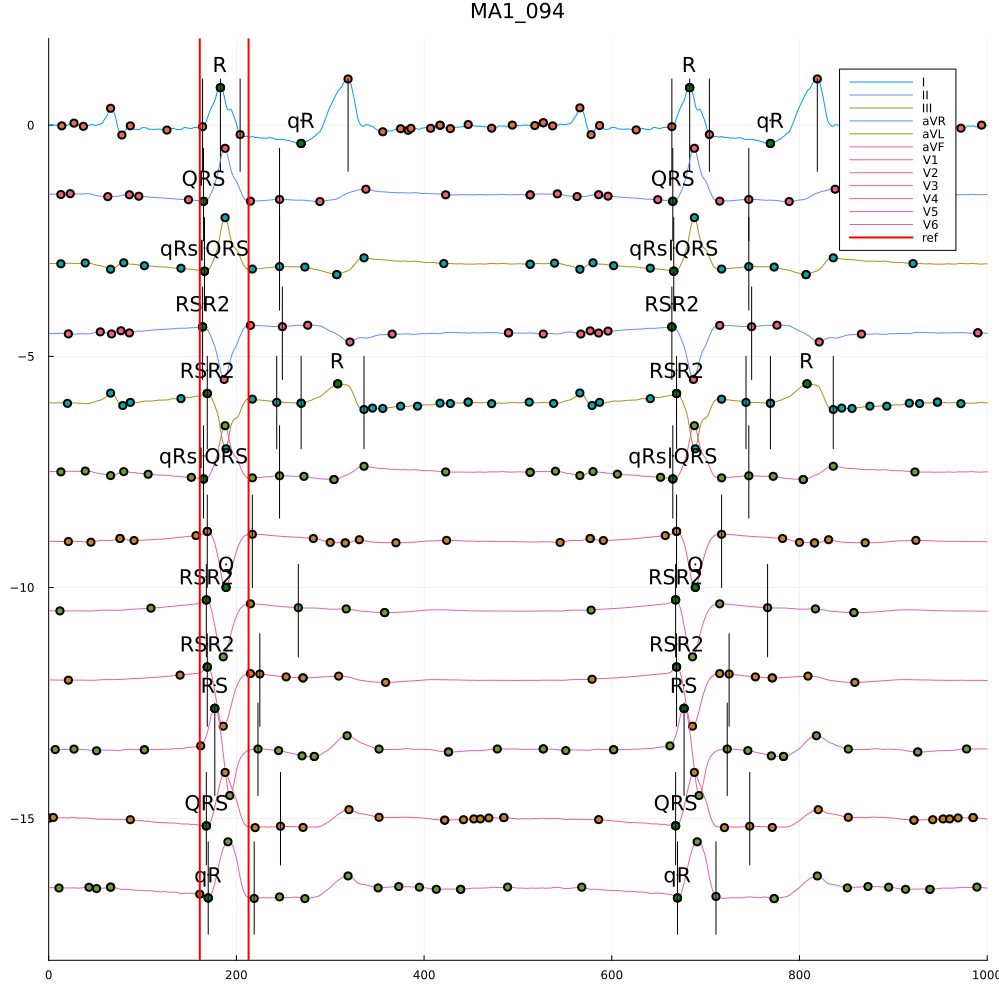 MA1_094
R R
I
II
III
aVR
aVL
aVF
V1
V2
V3
V4
V5
V6
ref
0
qR qR
QRS QRS
qRs|QRS qRs|QRS
RSR2 RSR2
−5
R R
RSR2 RSR2
qRs|QRS qRs|QRS
Q Q
−10
RSR2 RSR2
RSR2 RSR2
RS RS
QRS QRS
−15
qR qR
0 200 400 600 800 1000